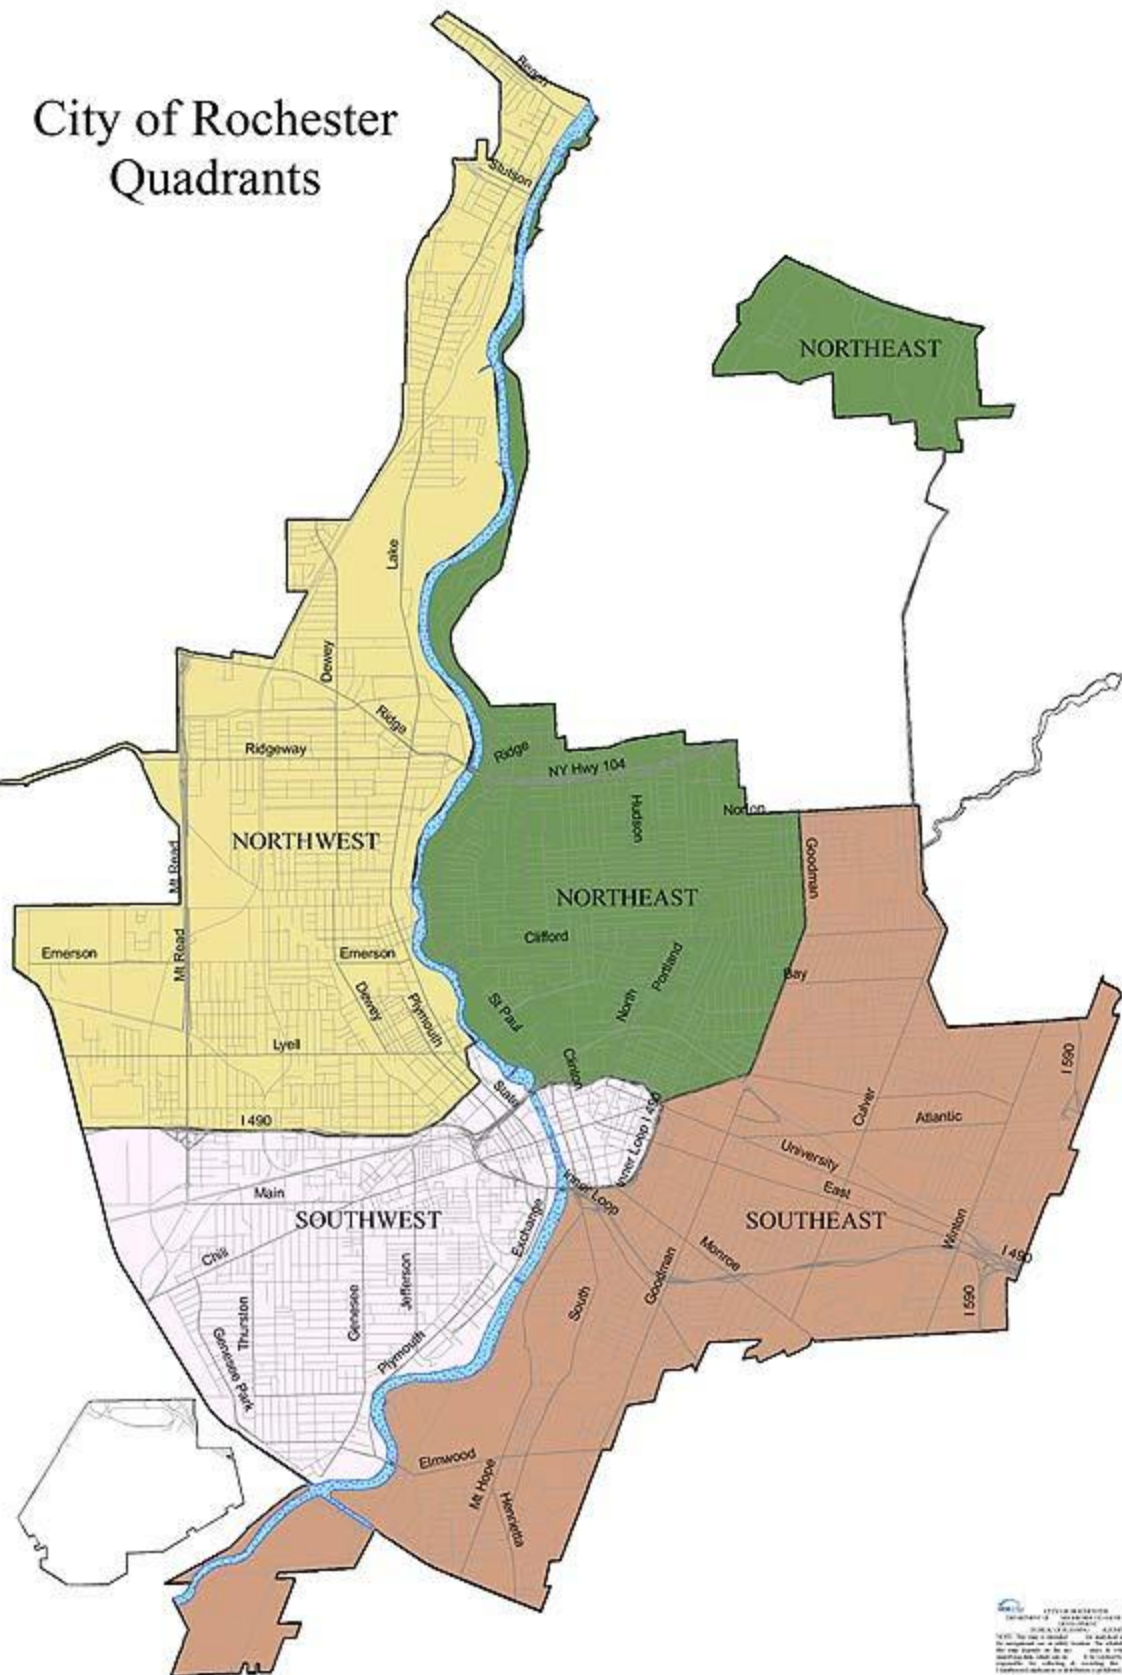 City of Rochester
Quadrants
Beach
Stutson
NORTHEAST
Lake
Dewey
Ridge
Ridgeway
Ridge
NY Hwy 104
Hudson
Norton
NORTHWEST
Mt Read
Goodman
NORTHEAST
Clifford
Emerson
Mt Read
Emerson
Portland
Bay
Dewey
Plymouth
St Paul
North
Lyell
Clinton
I 590
State
I 490
Culver
Atlantic
I 490
Inner Loop
University
Main
Inner Loop
East
SOUTHWEST
SOUTHEAST
Exchange
Winton
Chili
Monroe
I 490
Goodman
Jefferson
Genesee
South
I 590
Thurston
Genesee Park
Plymouth
Elmwood
Mt Hope
Henrietta
CITY OF ROCHESTER